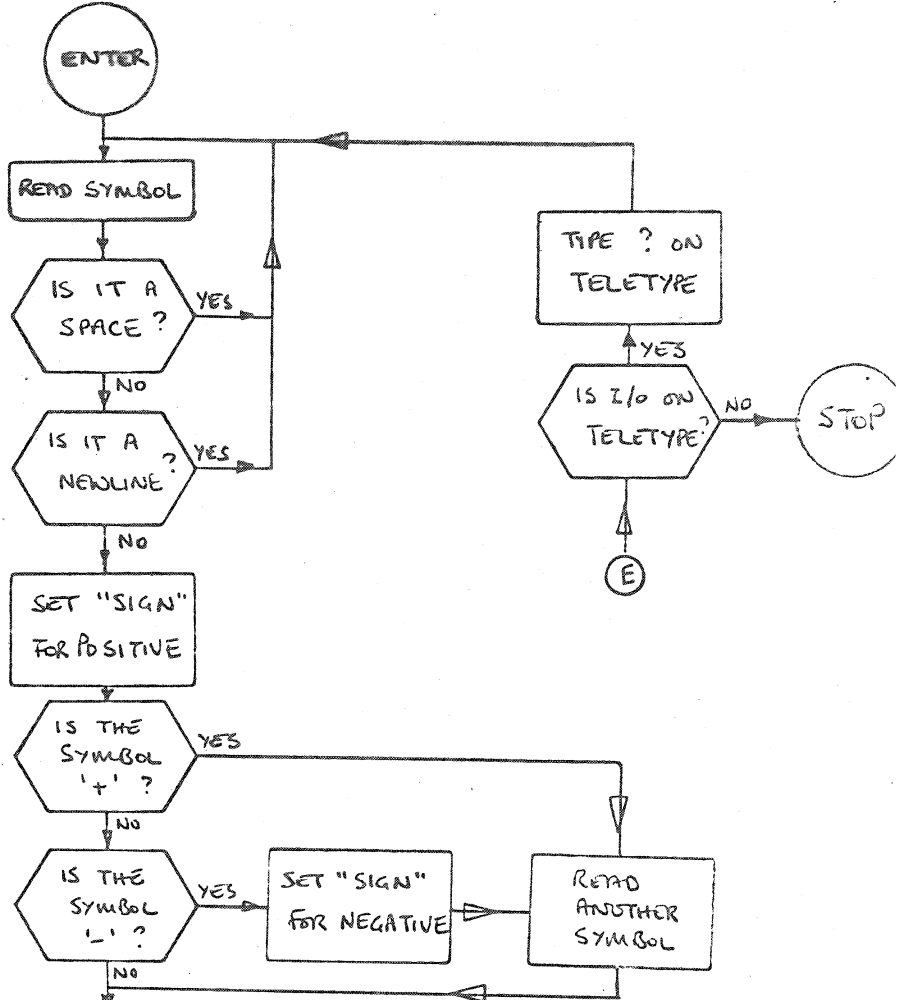 ENTER
READ SYMBOL
IS IT A
SPACE?
YES
NO
IS IT A
NEWLINE?
YES
NO
SET "SIGN"
FOR POSITIVE
IS THE
SYMBOL
'+' ?
YES
NO
IS THE
SYMBOL
'-' ?
YES
NO
SET "SIGN"
FOR NEGATIVE
READ
ANOTHER
SYMBOL
TYPE ? ON
TELETYPE
YES
IS I/O ON
TELETYPE?
NO
STOP
E